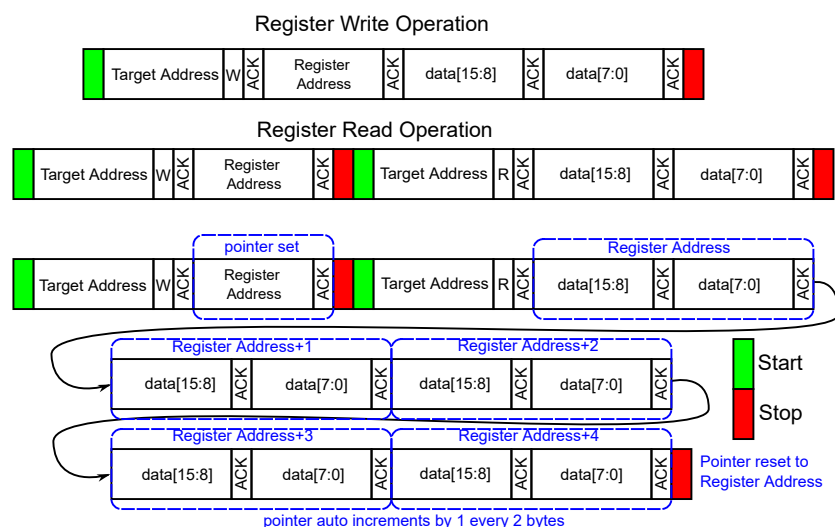 Register Write Operation
Target Address W ACK Register Address ACK data[15:8] ACK data[7:0] ACK
Register Read Operation
Target Address W ACK Register Address ACK Target Address R ACK data[15:8] ACK data[7:0] ACK
pointer set Register Address
Target Address W ACK Register Address ACK Target Address R ACK data[15:8] ACK data[7:0] ACK
Register Address+1 Register Address+2
data[15:8] ACK data[7:0] ACK data[15:8] ACK data[7:0] ACK
Start
Stop
Register Address+3 Register Address+4
data[15:8] ACK data[7:0] ACK data[15:8] ACK data[7:0] ACK
Pointer reset to
Register Address
pointer auto increments by 1 every 2 bytes